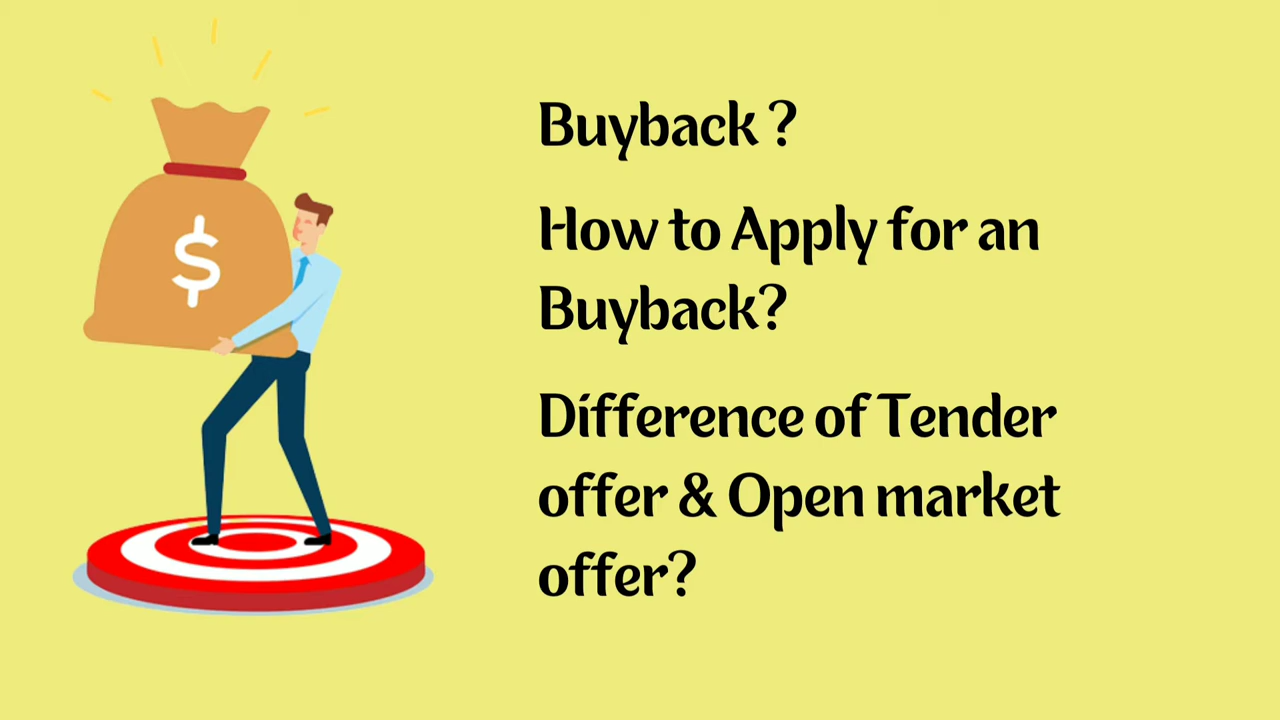 Buyback ?
How to Apply for an
Buyback?
Difference of Tender
offer & Open market
offer?
$